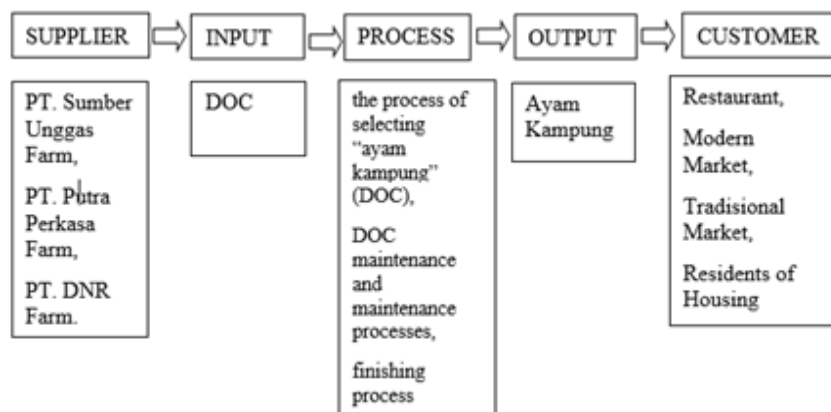 SUPPLIER
INPUT
PROCESS
OUTPUT
CUSTOMER
PT. Sumber
Unggas
Farm,
PT. Putra
Perkasa
Farm,
PT. DNR
Farm.
DOC
the process of
selecting
“ayam
kampung”
(DOC),
DOC
maintenance
and
maintenance
processes,
finishing
process
Ayam
Kampung
Restaurant,
Modern
Market,
Tradisional
Market,
Residents of
Housing